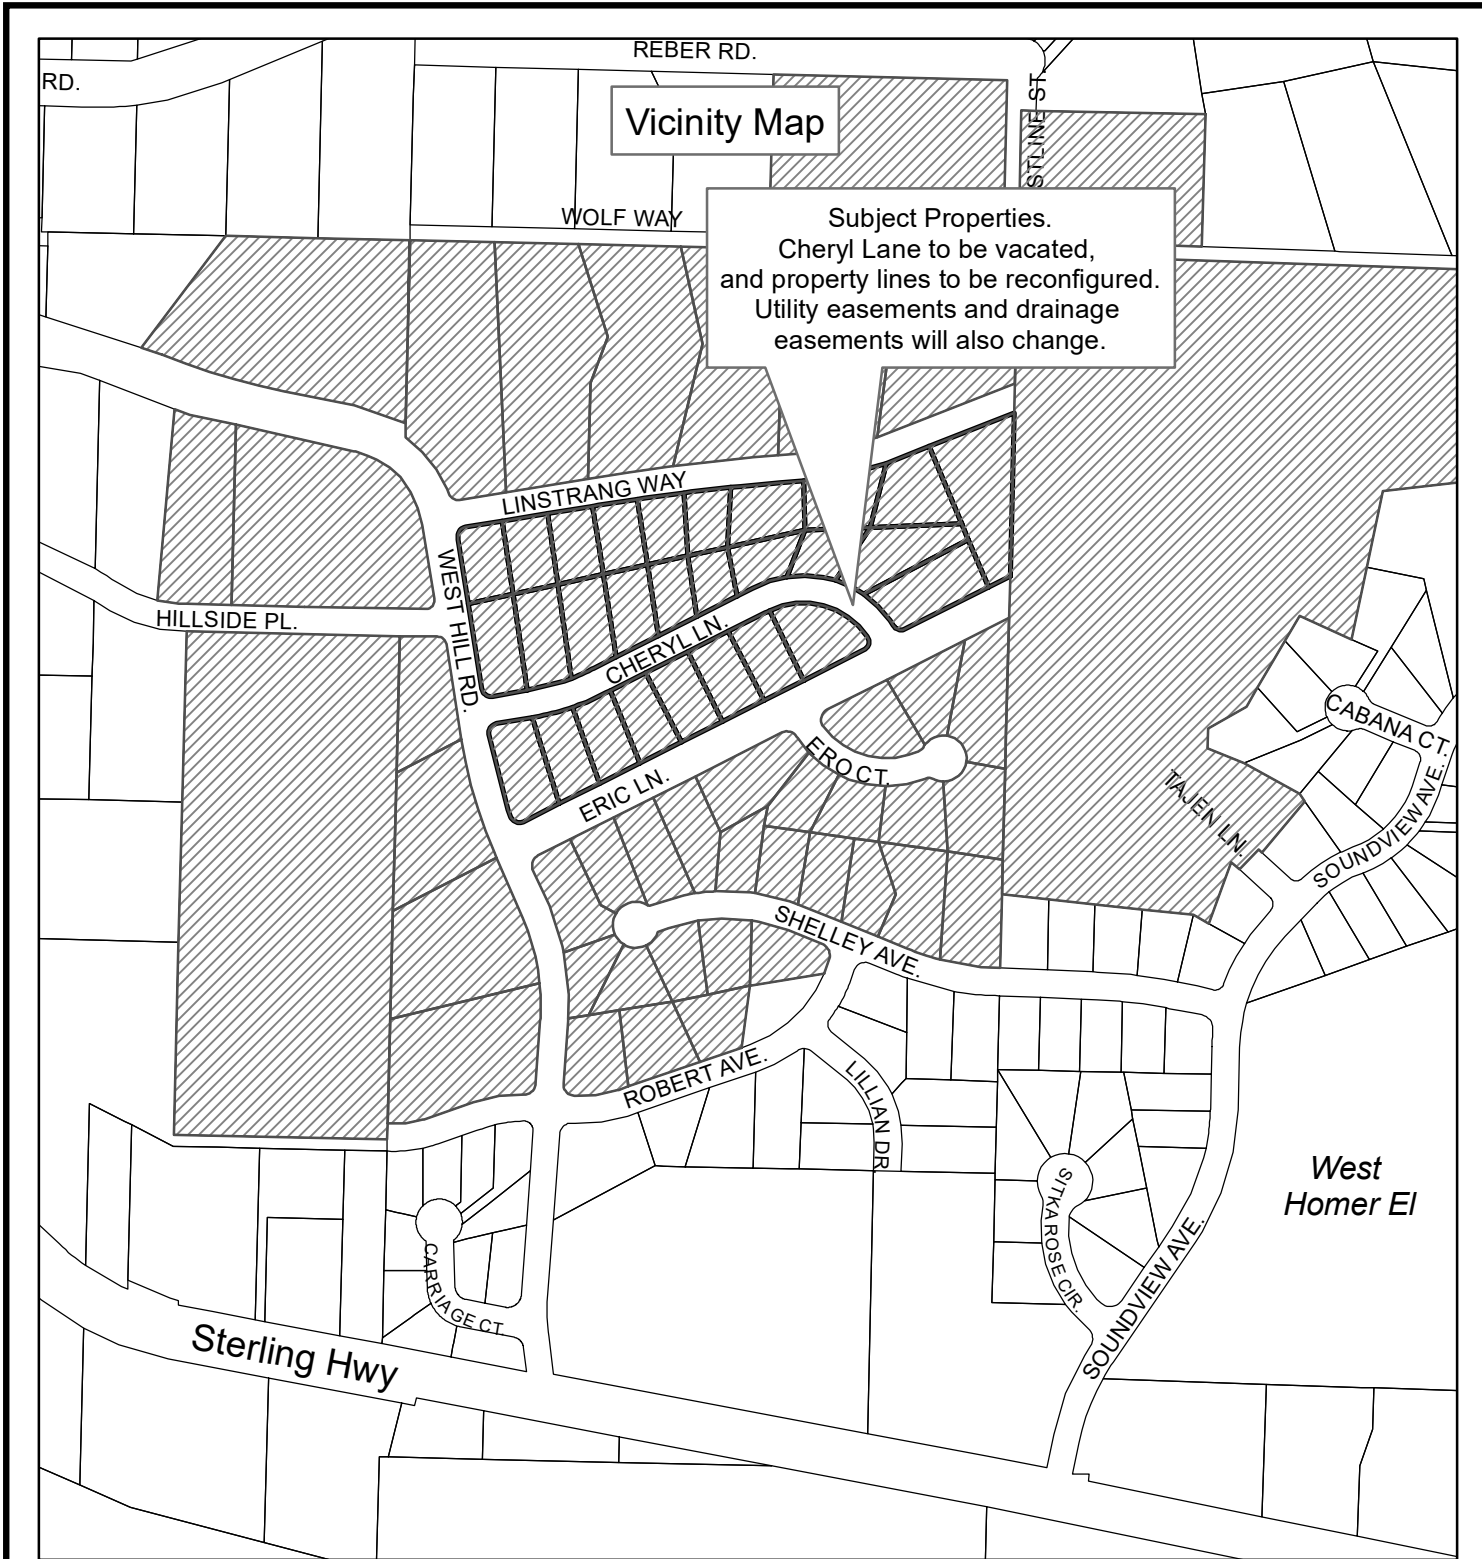 REBER RD.
RD.
STLINE ST.
Vicinity Map
WOLF WAY
Subject Properties.
Cheryl Lane to be vacated,
and property lines to be reconfigured.
Utility easements and drainage
easements will also change.
LINSTRANG WAY
WEST HILL RD.
HILLSIDE PL.
CHERYL LN.
CABANA CT.
ERO CT.
ERIC LN.
TAJEN LN.
SOUNDVIEW AVE.
SHELLEY AVE.
ROBERT AVE.
LILLIAN DR.
SITKA ROSE CIR.
West
Homer El
CARRIAGE CT.
SOUNDVIEW AVE.
Sterling Hwy